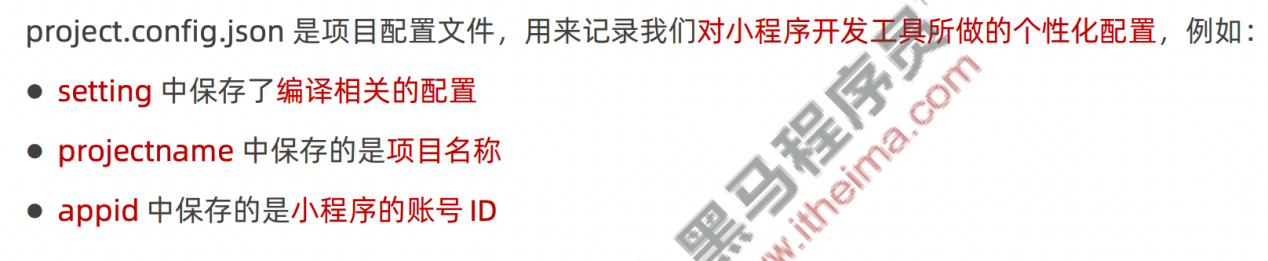 project.config.json 是项目配置文件，用来记录我们对小程序开发工具所做的个性化配置，例如：
● setting 中保存了编译相关的配置
● projectname 中保存的是项目名称
● appid 中保存的是小程序的账号 ID
黑马程序员
www.itheima.com